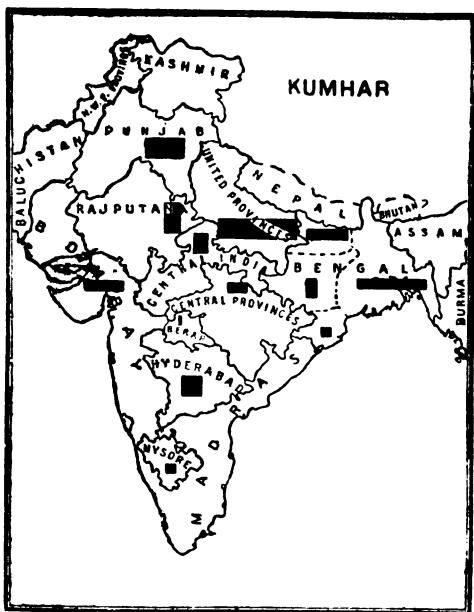 KASHMIR
KUMHAR
N.W.F. PROVINCE
PUNJAB
BALUCHISTAN
UNITED PROVINCES
NEPAL
BHUTAN
RAJPUTANA
ASSAM
CENTRAL INDIA
BENGAL
BURMA
BOMBAY
CENTRAL PROVINCES
BERAR
HYDERABAD
MADRAS
MYSORE